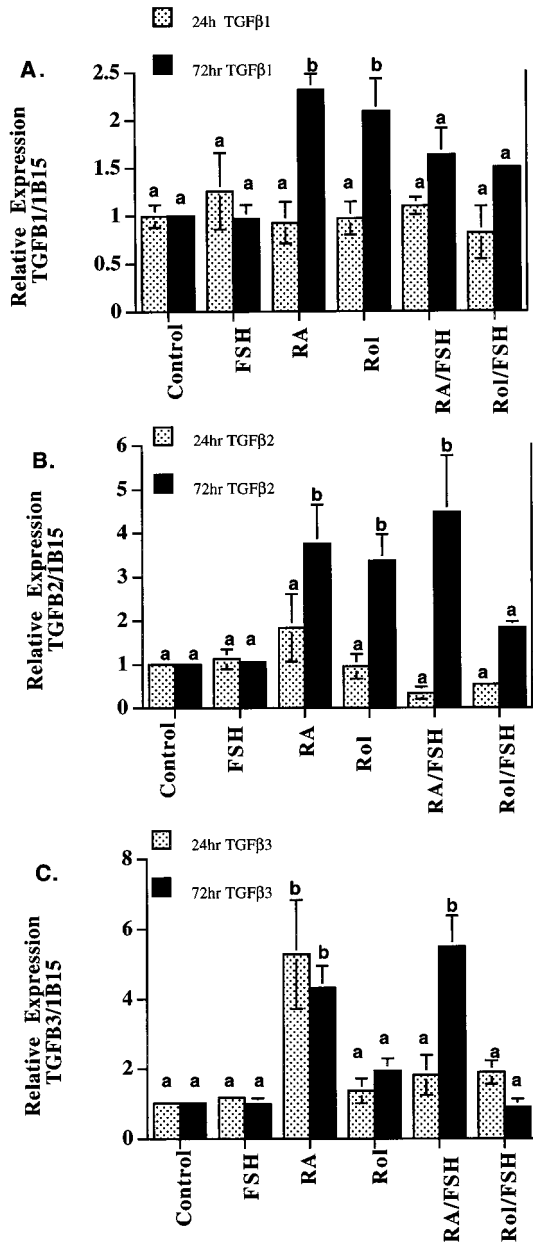 24h TGFβ1
A.
72hr TGFβ1
Relative Expression
TGFB1/1B15
2.5
2
1.5
1
0.5
0
a a a a a b a b a a a a
Control
FSH
RA
Rol
RA/FSH
Rol/FSH
24hr TGFβ2
B.
72hr TGFβ2
Relative Expression
TGFB2/1B15
6
5
4
3
2
1
0
a a a a a b a b a b a a
Control
FSH
RA
Rol
RA/FSH
Rol/FSH
24hr TGFβ3
C.
72hr TGFβ3
Relative Expression
TGFB3/1B15
8
6
4
2
0
a a a a b b a a a b a a
Control
FSH
RA
Rol
RA/FSH
Rol/FSH